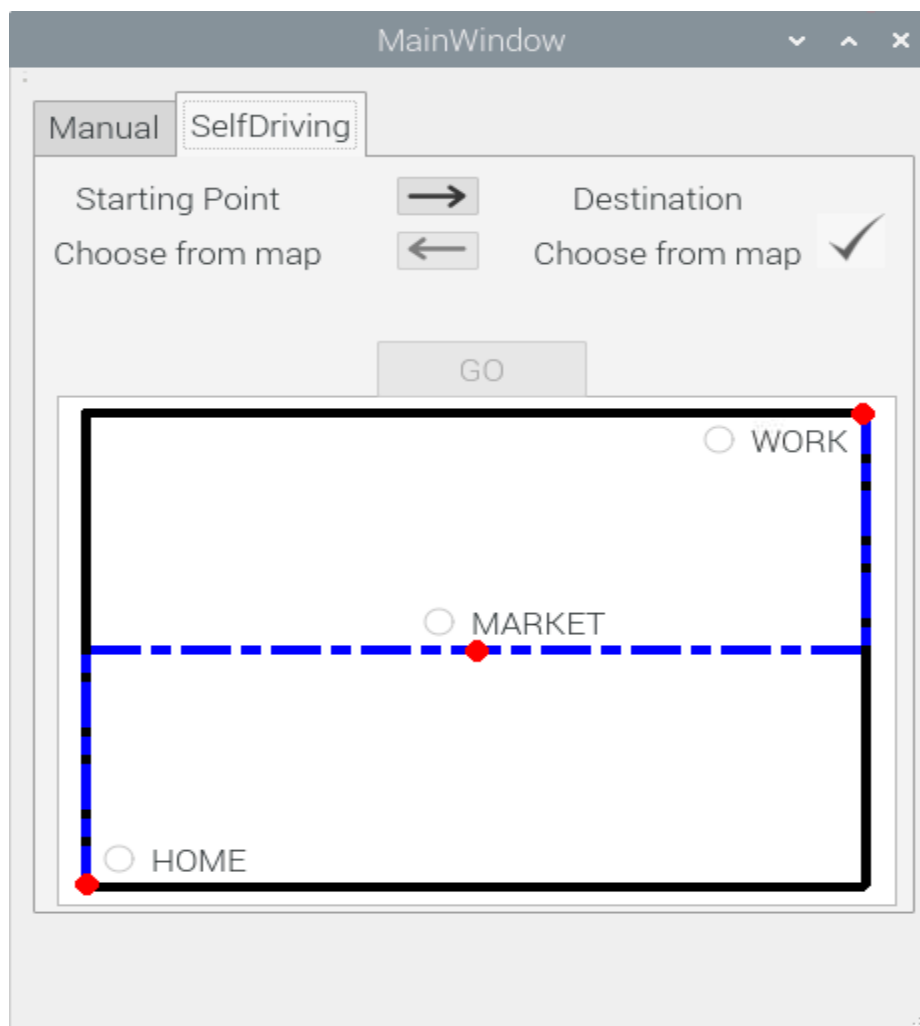 MainWindow
Manual SelfDriving
Starting Point Destination
Choose from map Choose from map
GO
WORK
MARKET
HOME